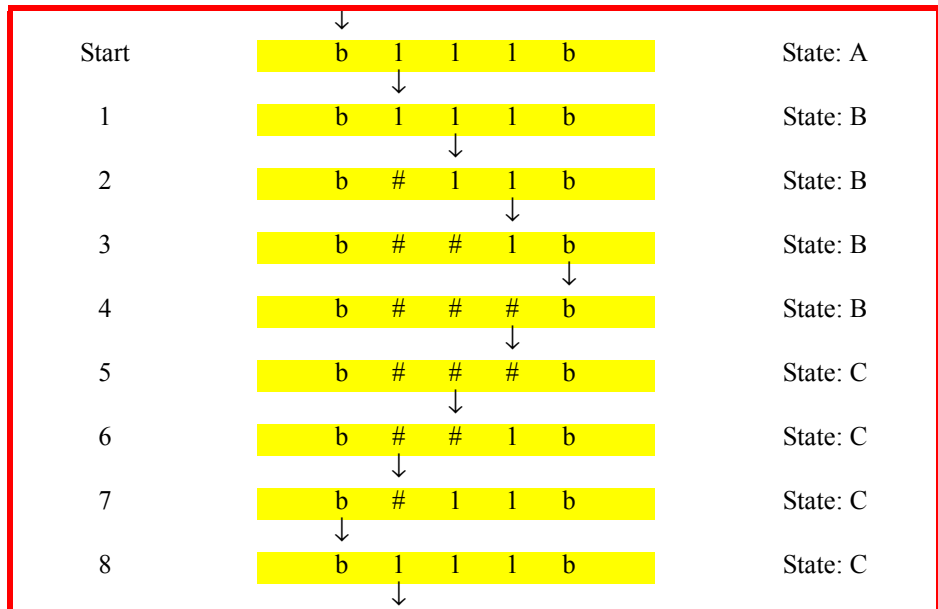 ↓
Start b 1 1 1 b State: A
↓
1 b 1 1 1 b State: B
↓
2 b # 1 1 b State: B
↓
3 b # # 1 b State: B
↓
4 b # # # b State: B
↓
5 b # # # b State: C
↓
6 b # # 1 b State: C
↓
7 b # 1 1 b State: C
↓
8 b 1 1 1 b State: C
↓